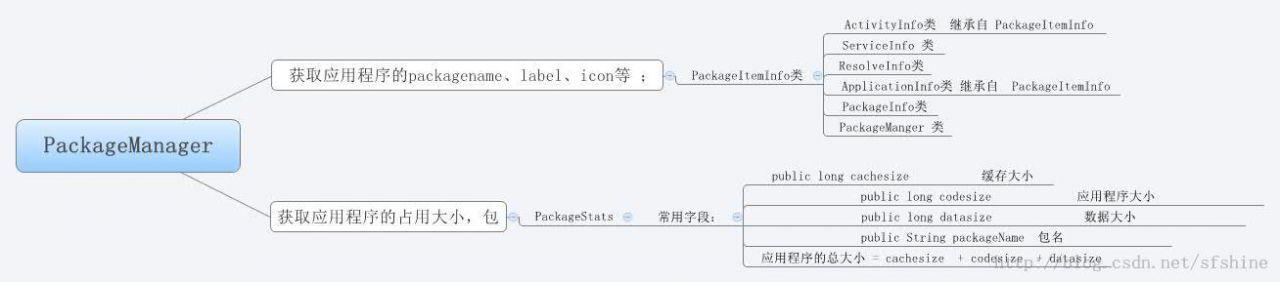 PackageManager
获取应用程序的packagename、label、icon等 ；
PackageItemInfo类
ActivityInfo类 继承自 PackageItemInfo
ServiceInfo 类
ResolveInfo类
ApplicationInfo类 继承自 PackageItemInfo
PackageInfo类
PackageManger 类
获取应用程序的占用大小，包
PackageStats
常用字段：
public long cachesize 缓存大小
public long codesize 应用程序大小
public long datasize 数据大小
public String packageName 包名
应用程序的总大小 = cachesize + codesize + datasize
http://blog.csdn.net/sfshine